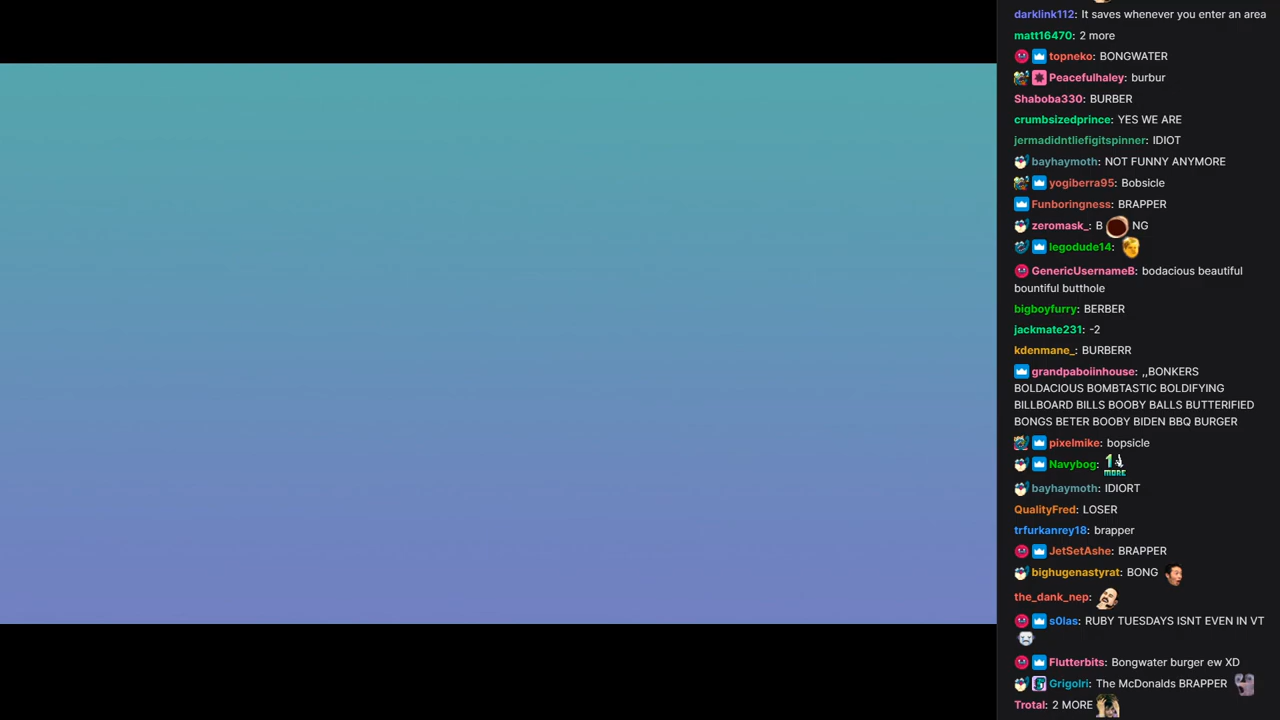 darklink112: It saves whenever you enter an area
matt16470: 2 more
topneko: BONGWATER
Peacefulhaley: burbur
Shaboba330: BURBER
crumbsizedprince: YES WE ARE
jermadidntliefigitspinner: IDIOT
bayhaymoth: NOT FUNNY ANYMORE
yogiberra95: Bobsicle
Funboringness: BRAPPER
zeromask_: B NG
legodude14:
GenericUsernameB: bodacious beautiful
bountiful butthole
bigboyfurry: BERBER
jackmate231: -2
kdenmane_: BURBERR
grandpaboiinhouse: ,,BONKERS
BOLDACIOUS BOMBTASTIC BOLDIFYING
BILLBOARD BILLS BOOBY BALLS BUTTERIFIED
BONGS BETER BOOBY BIDEN BBQ BURGER
pixelmike: bopsicle
Navybog: 1 MORE
bayhaymoth: IDIORT
QualityFred: LOSER
trfurkanrey18: brapper
JetSetAshe: BRAPPER
bighugenastyrat: BONG
the_dank_nep:
s0las: RUBY TUESDAYS ISNT EVEN IN VT
Flutterbits: Bongwater burger ew XD
Grigolri: The McDonalds BRAPPER
Trotal: 2 MORE